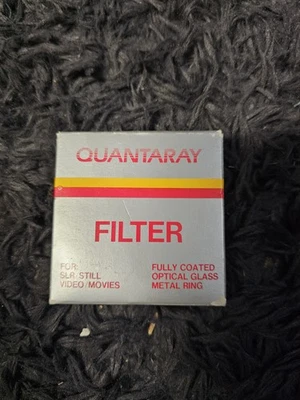 QUANTARAY
FILTER
FOR
SLR STILL
VIDEO/MOVIES
FULLY COATED
OPTICAL GLASS
METAL RING